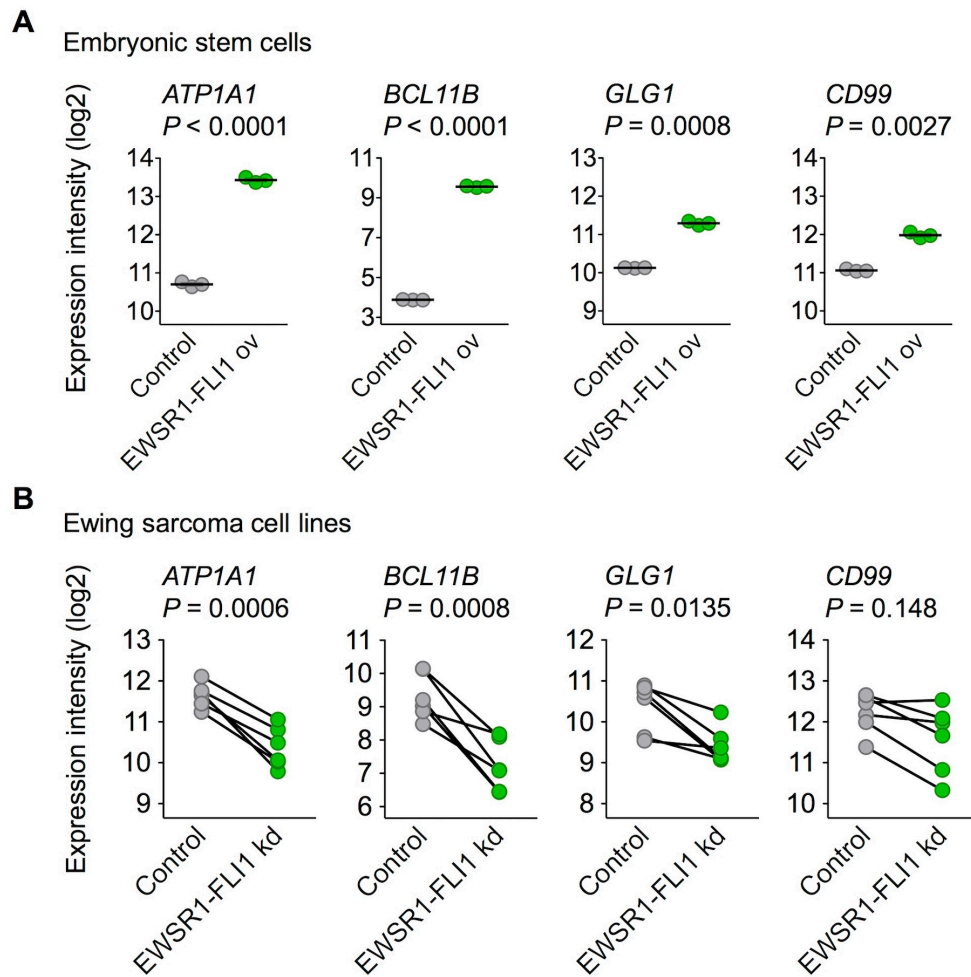 A
Embryonic stem cells
Expression intensity (log2)
ATP1A1
P < 0.0001
14
13
12
11
10
Control
EWSR1-FLI1 ov
BCL11B
P < 0.0001
11
9
7
5
3
Control
EWSR1-FLI1 ov
GLG1
P = 0.0008
13
12
11
10
9
Control
EWSR1-FLI1 ov
CD99
P = 0.0027
14
13
12
11
10
Control
EWSR1-FLI1 ov
B
Ewing sarcoma cell lines
Expression intensity (log2)
ATP1A1
P = 0.0006
13
12
11
10
9
Control
EWSR1-FLI1 kd
BCL11B
P = 0.0008
11
10
9
8
7
6
Control
EWSR1-FLI1 kd
GLG1
P = 0.0135
12
11
10
9
8
Control
EWSR1-FLI1 kd
CD99
P = 0.148
14
13
12
11
10
Control
EWSR1-FLI1 kd